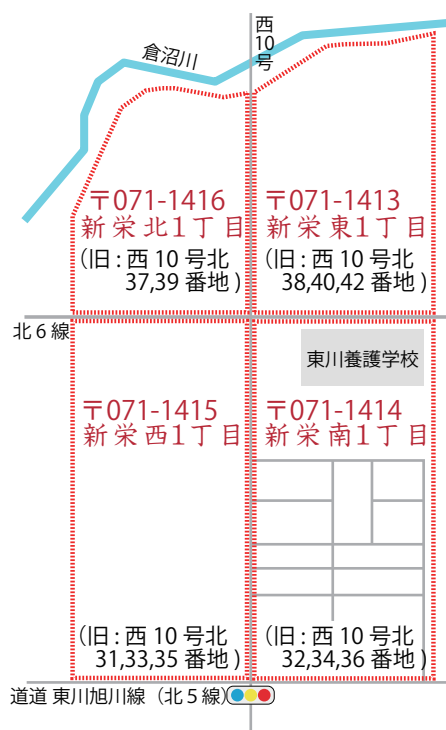 西10号
倉沼川
〒071-1416
新栄北1丁目
(旧:西10号北
37,39番地)
〒071-1413
新栄東1丁目
(旧:西10号北
38,40,42番地)
北6線
東川養護学校
〒071-1415
新栄西1丁目
(旧:西10号北
31,33,35番地)
〒071-1414
新栄南1丁目
(旧:西10号北
32,34,36番地)
道道 東川旭川線(北5線)